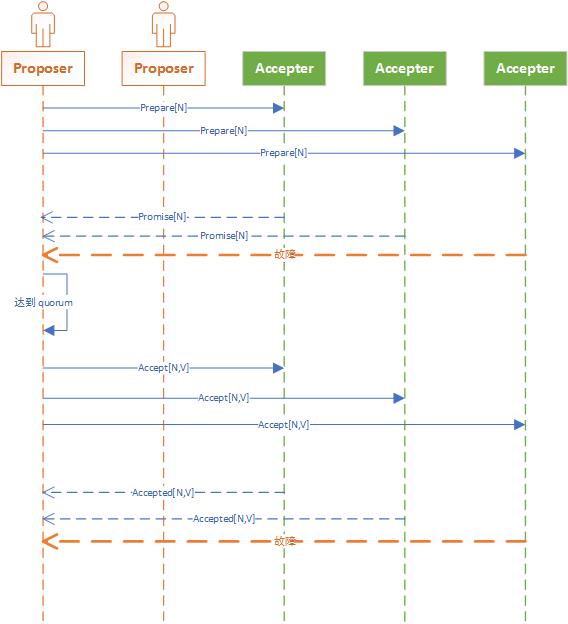 Proposer
Proposer
Accepter
Accepter
Accepter
Prepare[N]
Prepare[N]
Prepare[N]
Promise[N]
Promise[N]
故障
达到 quorum
Accept[N,V]
Accept[N,V]
Accept[N,V]
Accepted[N,V]
Accepted[N,V]
故障